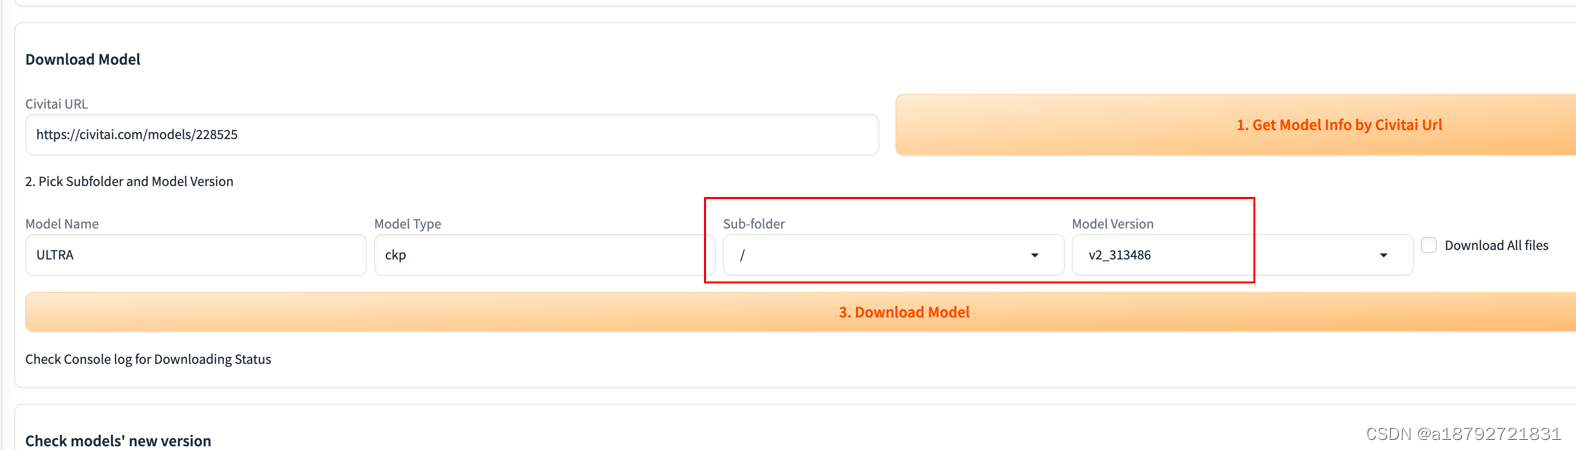 Download Model
Civitai URL
https://civitai.com/models/228525
1. Get Model Info by Civitai Url
2. Pick Subfolder and Model Version
Model Name
Model Type
Sub-folder
Model Version
ULTRA
ckp
/
v2_313486
Download All files
3. Download Model
Check Console log for Downloading Status
Check models' new version
CSDN @a18792721831